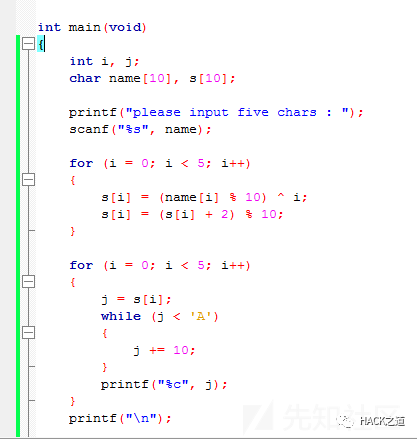 int main(void)
{
int i, j;
char name[10], s[10];
printf("please input five chars : ");
scanf("%s", name);
for (i = 0; i < 5; i++)
{
s[i] = (name[i] % 10) ^ i;
s[i] = (s[i] + 2) % 10;
}
for (i = 0; i < 5; i++)
{
j = s[i];
while (j < 'A')
{
j += 10;
}
printf("%c", j);
}
printf("\n");
先知社区
HACK之道